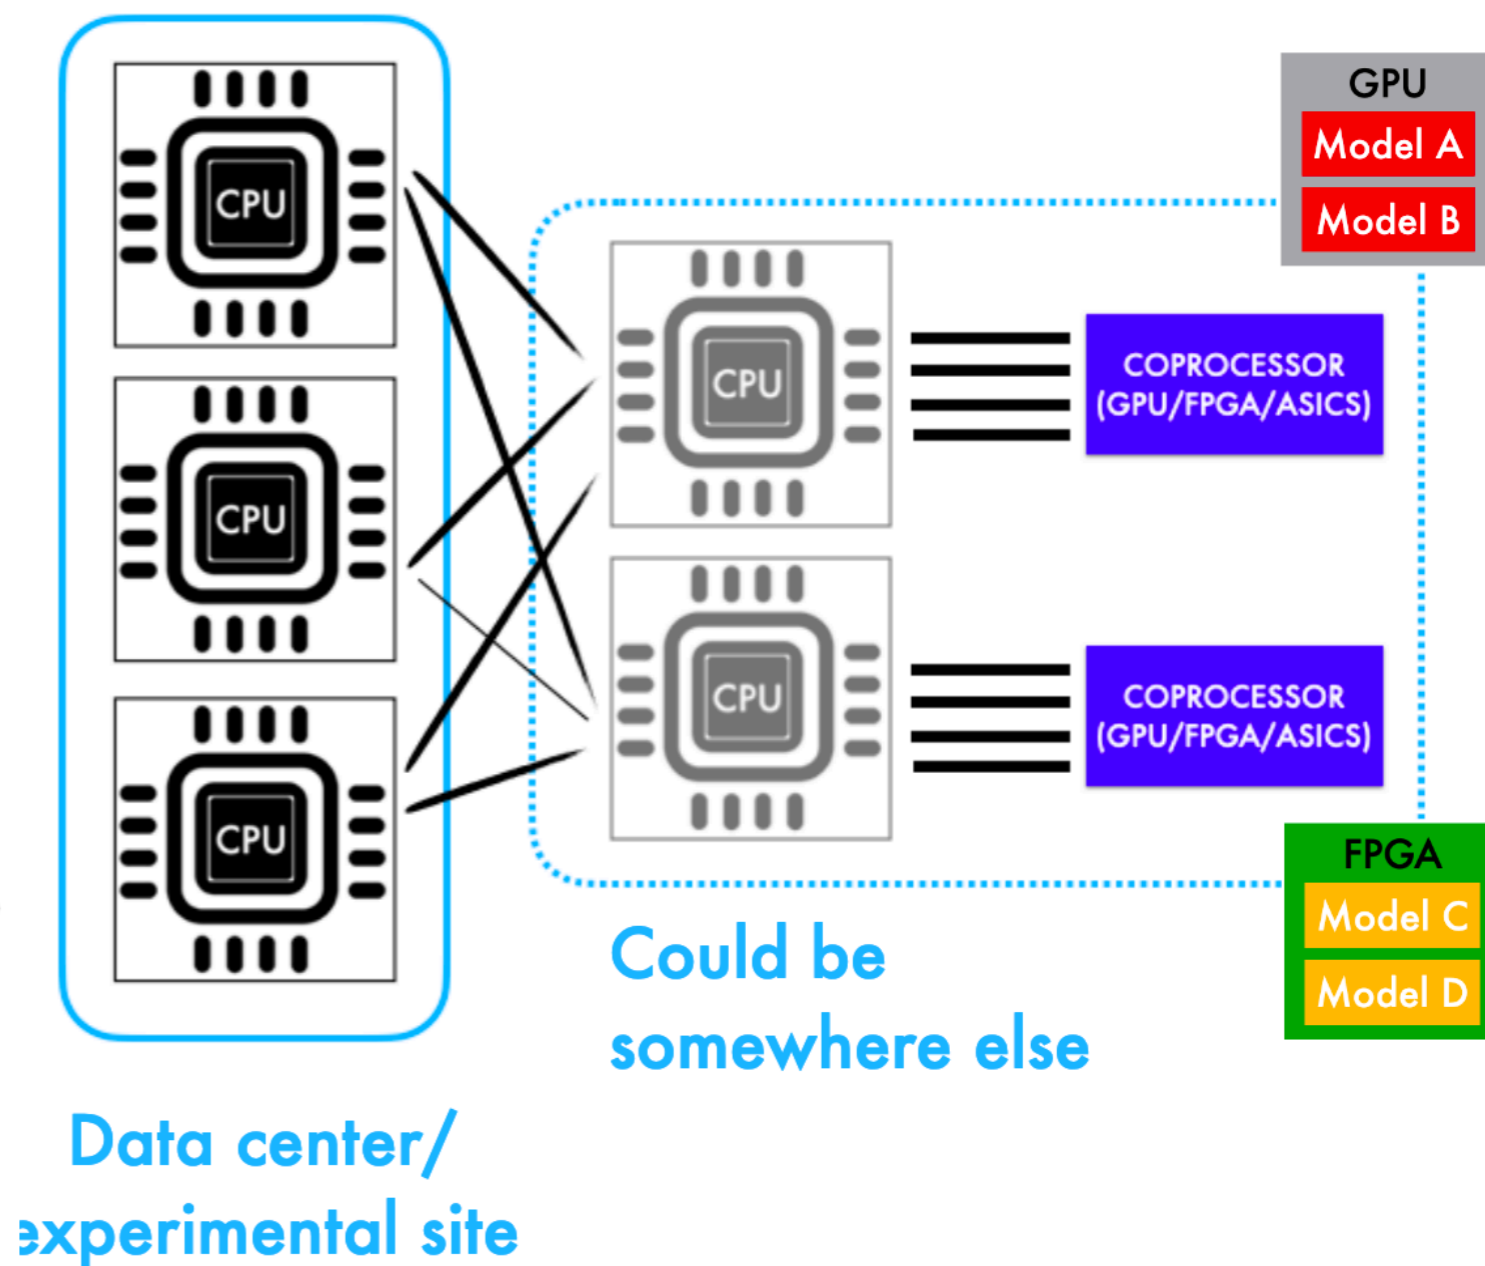 CPU
CPU
CPU
Data center/
experimental site
CPU
CPU
COPROCESSOR
(GPU/FPGA/ASICS)
COPROCESSOR
(GPU/FPGA/ASICS)
Could be
somewhere else
GPU
Model A
Model B
FPGA
Model C
Model D